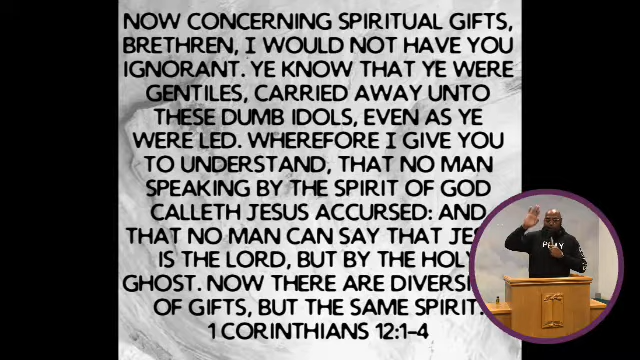 NOW CONCERNING SPIRITUAL GIFTS,
BRETHREN, I WOULD NOT HAVE YOU
IGNORANT. YE KNOW THAT YE WERE
GENTILES, CARRIED AWAY UNTO
THESE DUMB IDOLS, EVEN AS YE
WERE LED. WHEREFORE I GIVE YOU
TO UNDERSTAND, THAT NO MAN
SPEAKING BY THE SPIRIT OF GOD
CALLETH JESUS ACCURSED: AND
THAT NO MAN CAN SAY THAT
IS THE LORD, BUT BY THE HOLY
GHOST. NOW THERE ARE
OF GIFTS, BUT THE SAME SPIRIT.
1 CORINTHIANS 12:1-4